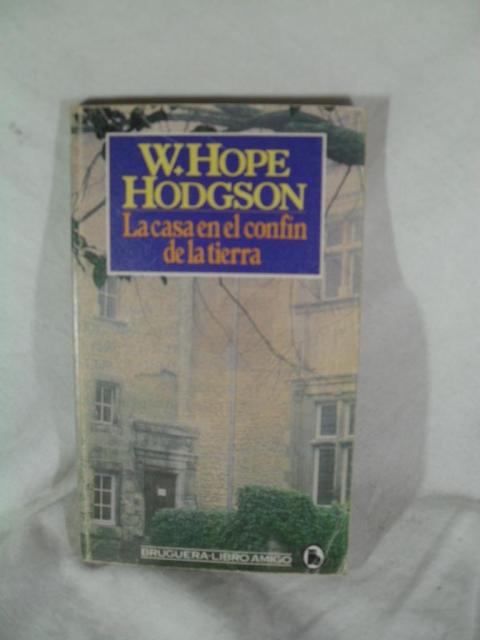 W. HOPE
HODGSON
La casa en el confín
de la tierra
BRUGUERA-LIBRO AMIGO